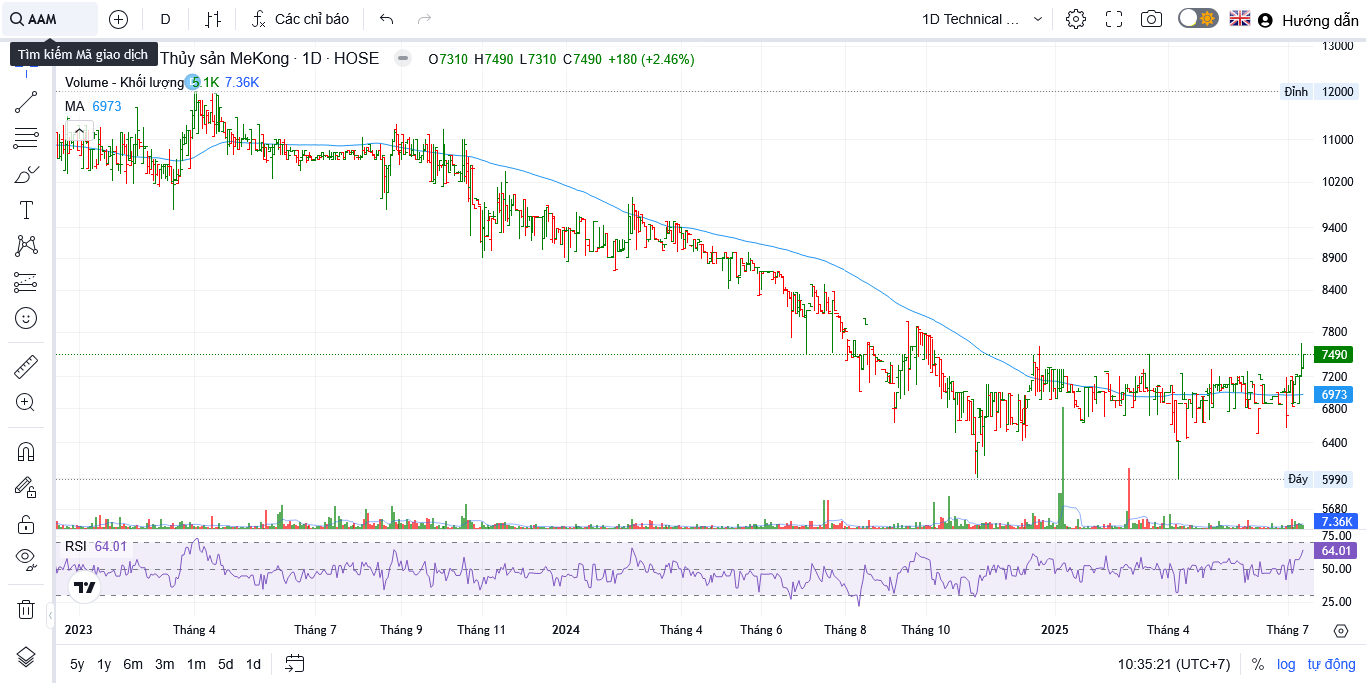 AAM
D
Các chỉ báo
1D Technical ...
Hướng dẫn
Tìm kiếm Mã giao dịch
Thủy sản MeKong · 1D · HOSE
O7310 H7490 L7310 C7490 +180 (+2.46%)
Volume - Khối lượng 5.1K 7.36K
MA 6973
13000
Đỉnh 12000
11000
10200
9400
8900
8400
7800
7490
7200
6973
6800
6400
Đáy 5990
5680
7.36K
75.00
RSI 64.01
64.01
50.00
25.00
2023 Tháng 4 Tháng 7 Tháng 9 Tháng 11 2024 Tháng 4 Tháng 6 Tháng 8 Tháng 10 2025 Tháng 4 Tháng 7
5y 1y 6m 3m 1m 5d 1d
10:35:21 (UTC+7) % log tự động